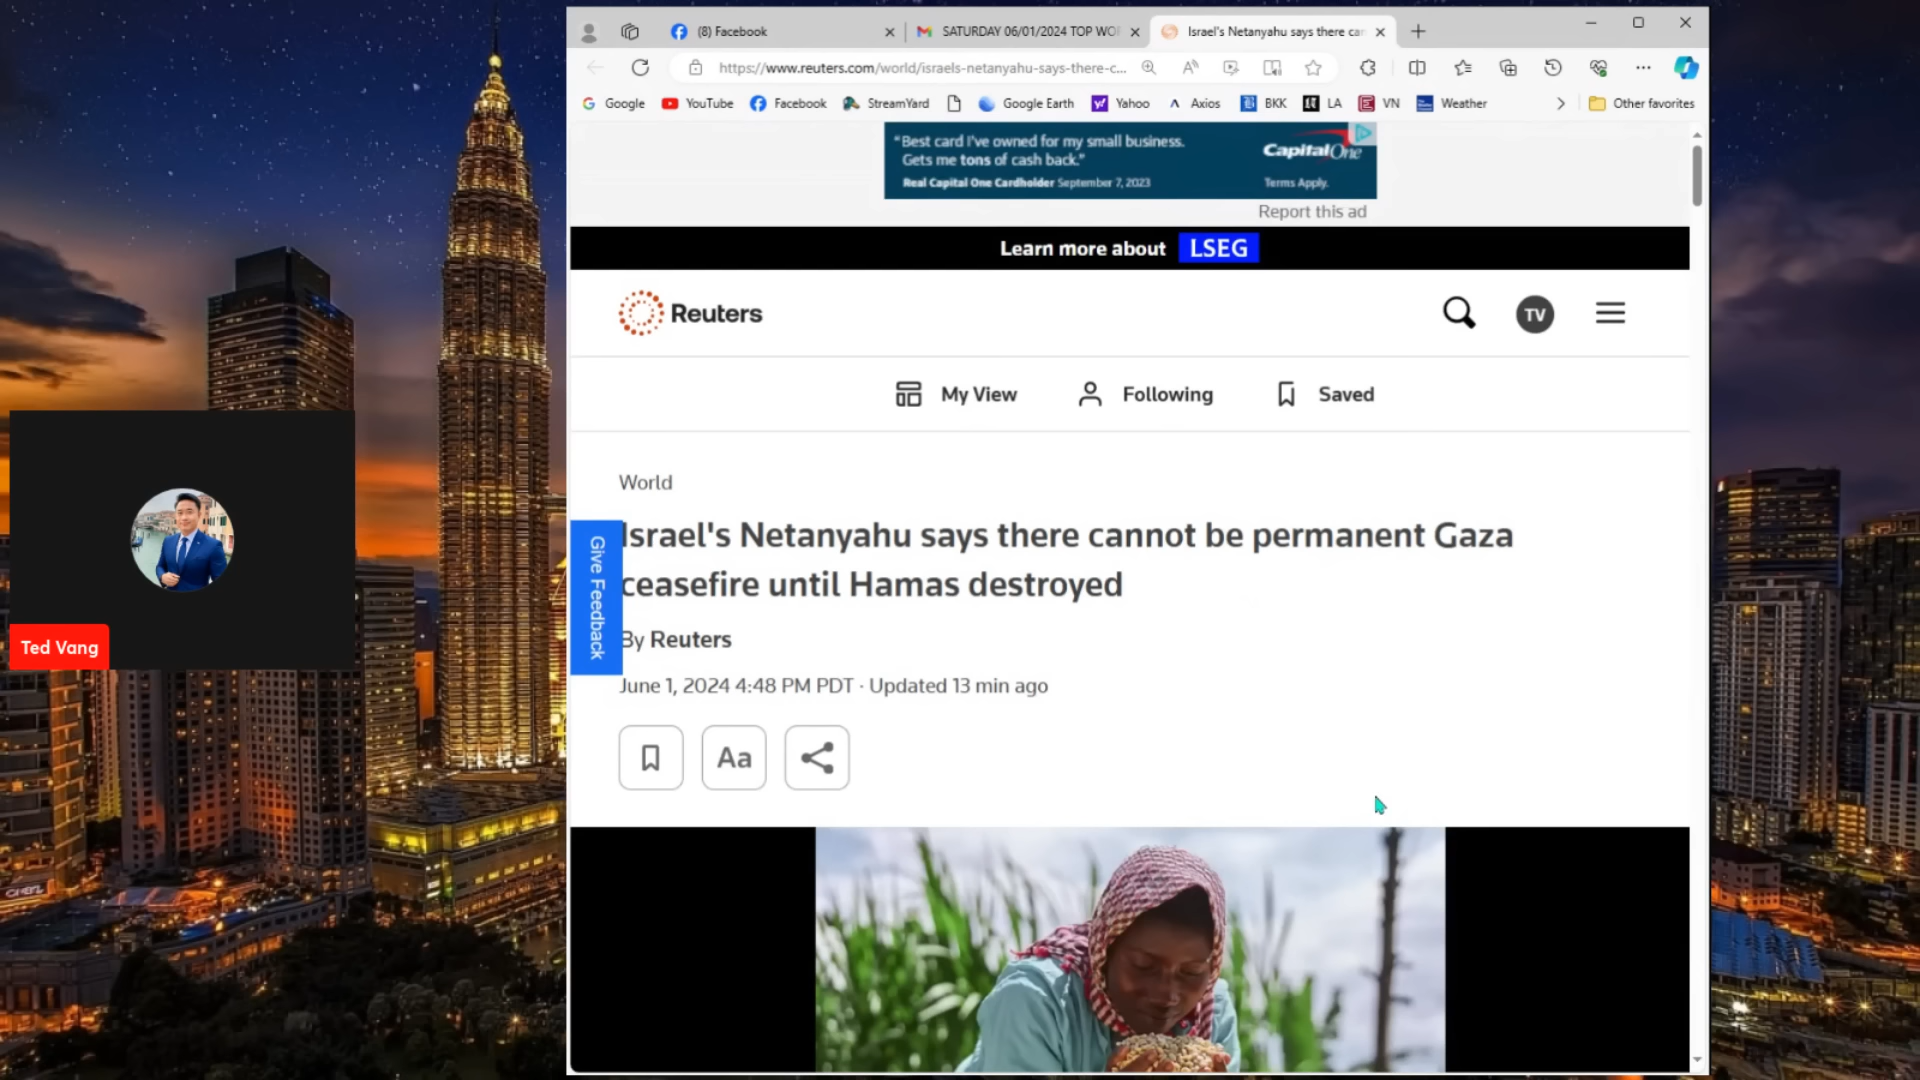 (8) Facebook
SATURDAY 06/01/2024 TOP WO
Israel's Netanyahu says there can
https://www.reuters.com/world/israels-netanyahu-says-there-c...
Google
YouTube
Facebook
StreamYard
Google Earth
Yahoo
Axios
BKK
LA
VN
Weather
Other favorites
"Best card I've owned for my small business.
Gets me tons of cash back."
Real Capital One Cardholder September 7, 2023
Capital One
Terms Apply.
Report this ad
Learn more about LSEG
Reuters
TV
My View
Following
Saved
World
Israel's Netanyahu says there cannot be permanent Gaza
ceasefire until Hamas destroyed
Give Feedback
By Reuters
June 1, 2024 4:48 PM PDT · Updated 13 min ago
Aa
Ted Vang